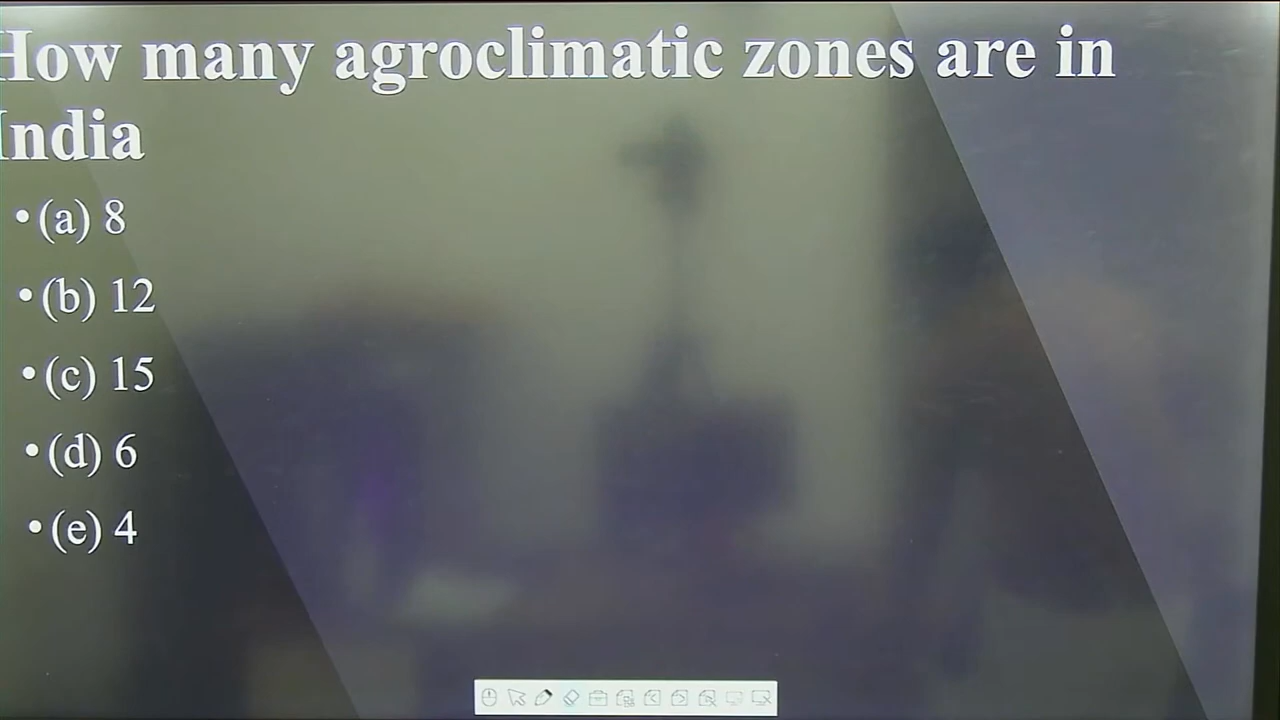 How many agroclimatic zones are in
India
• (a) 8
• (b) 12
• (c) 15
• (d) 6
• (e) 4